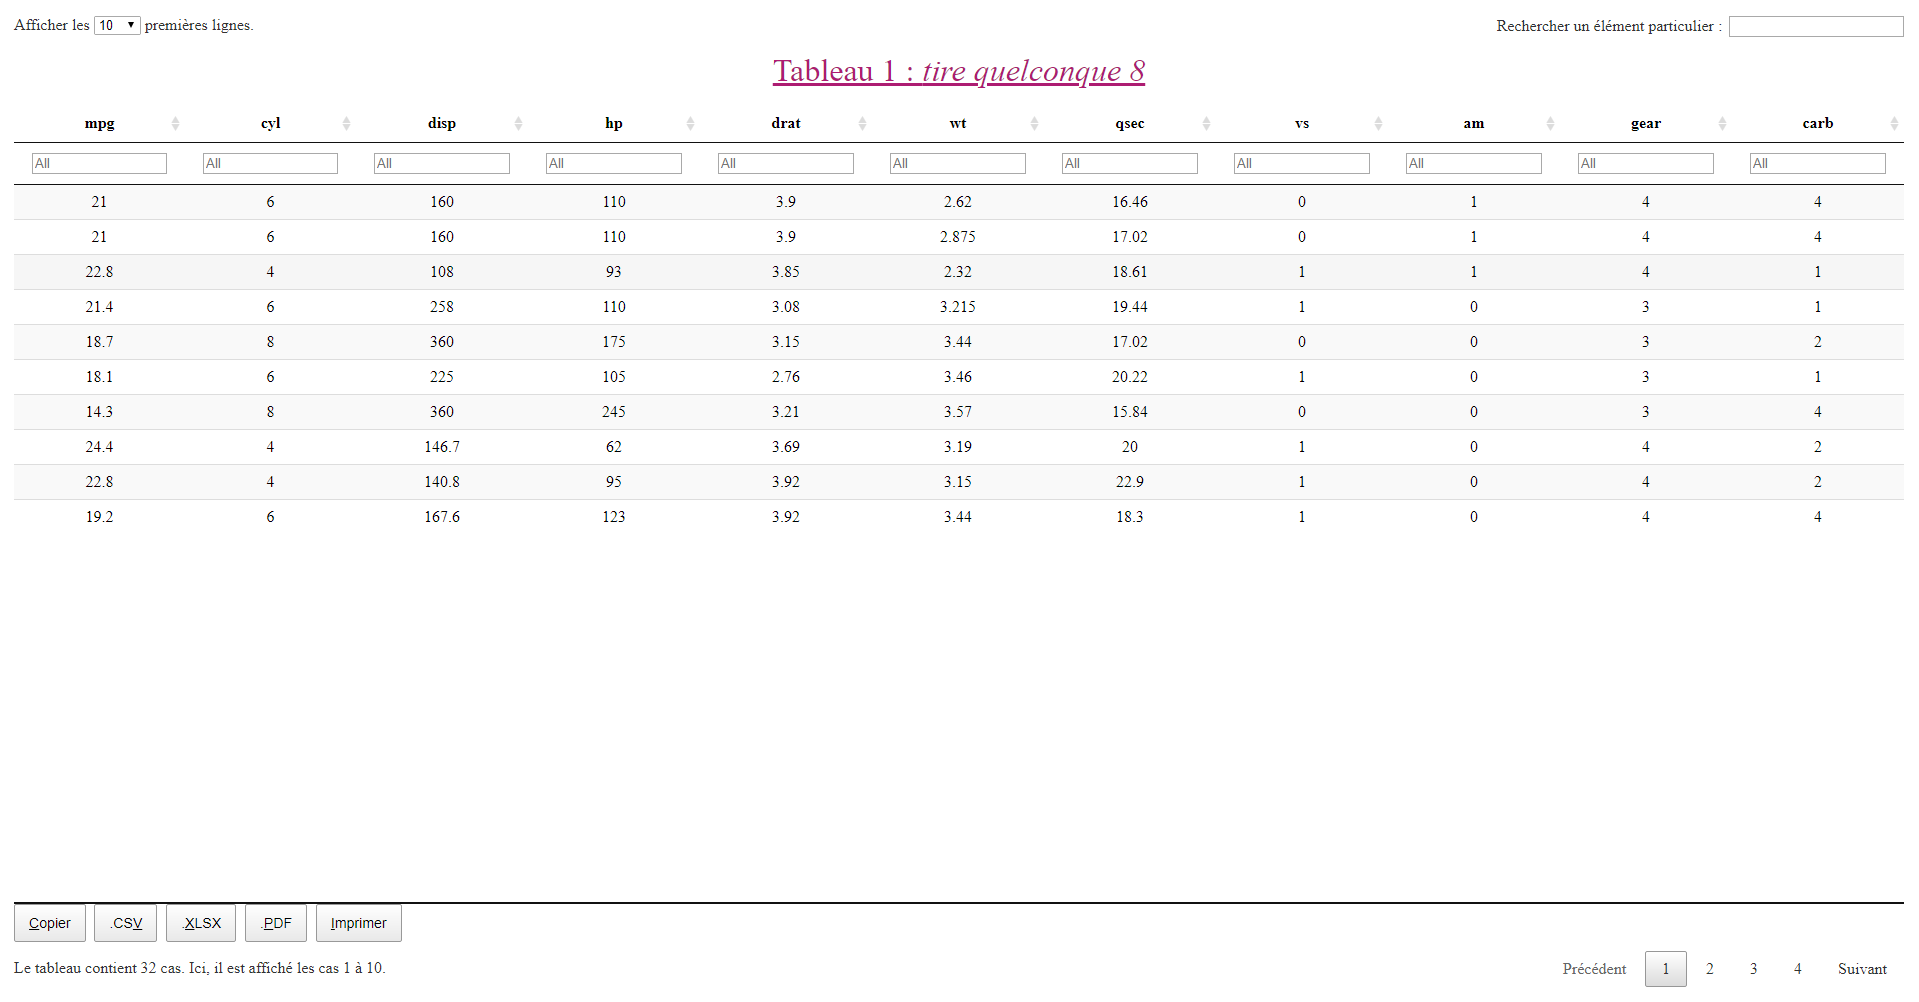 Afficher les 10 premières lignes. Rechercher un élément particulier :
Tableau 1 : tire quelconque 8
mpg cyl disp hp drat wt qsec vs am gear carb
All All All All All All All All All All All
21 6 160 110 3.9 2.62 16.46 0 1 4 4
21 6 160 110 3.9 2.875 17.02 0 1 4 4
22.8 4 108 93 3.85 2.32 18.61 1 1 4 1
21.4 6 258 110 3.08 3.215 19.44 1 0 3 1
18.7 8 360 175 3.15 3.44 17.02 0 0 3 2
18.1 6 225 105 2.76 3.46 20.22 1 0 3 1
14.3 8 360 245 3.21 3.57 15.84 0 0 3 4
24.4 4 146.7 62 3.69 3.19 20 1 0 4 2
22.8 4 140.8 95 3.92 3.15 22.9 1 0 4 2
19.2 6 167.6 123 3.92 3.44 18.3 1 0 4 4
Copier .CSV .XLSX .PDF Imprimer
Le tableau contient 32 cas. Ici, il est affiché les cas 1 à 10. Précédent 1 2 3 4 Suivant